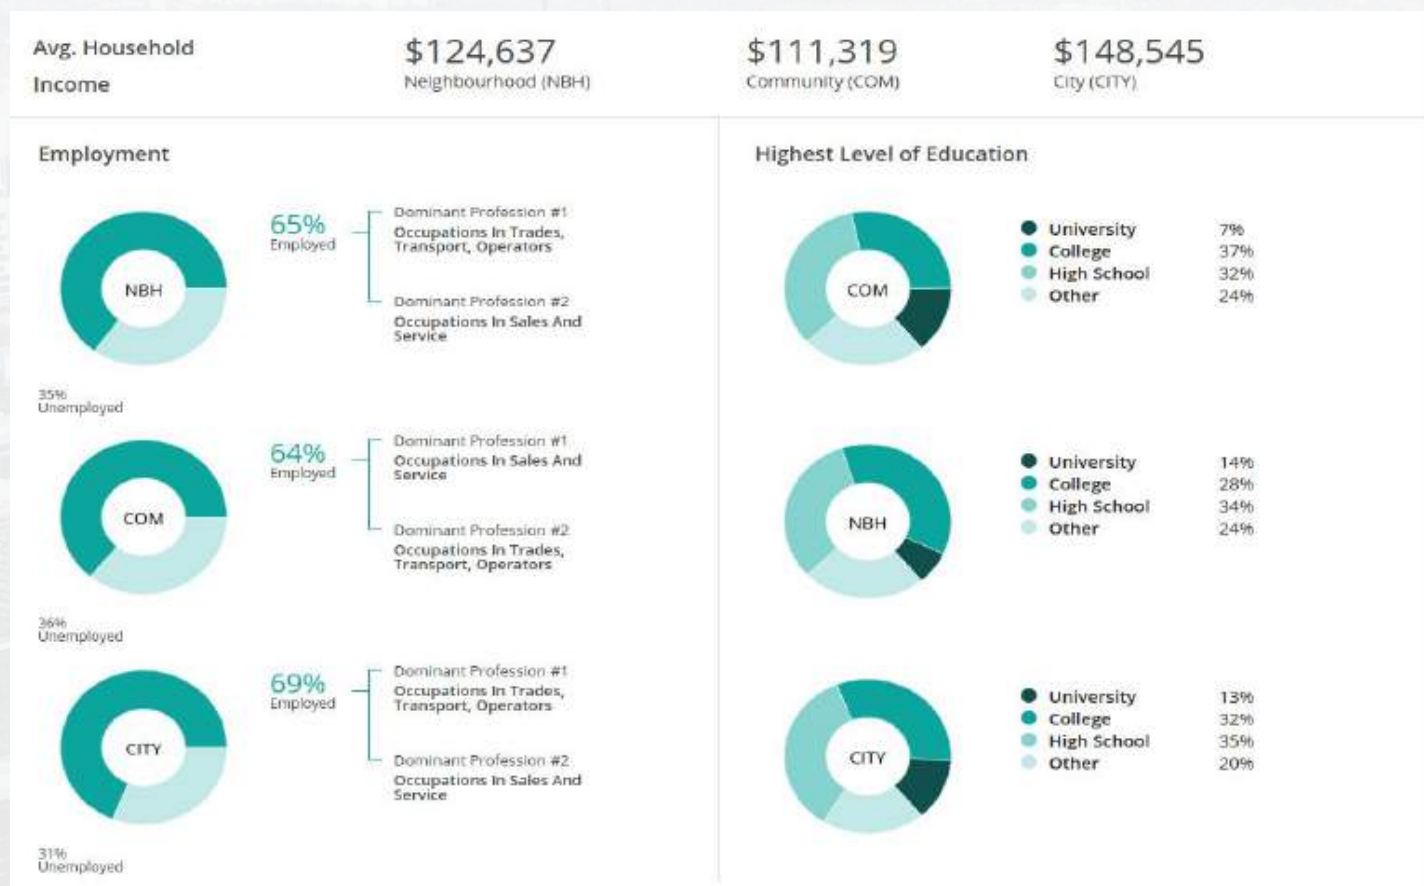 Avg. Household
Income
$124,637
Neighbourhood (NBH)
$111,319
Community (COM)
$148,545
City (CITY)
Employment
NBH
65%
Employed
Dominant Profession #1
Occupations In Trades,
Transport, Operators
Dominant Profession #2
Occupations In Sales And
Service
35%
Unemployed
COM
64%
Employed
Dominant Profession #1
Occupations In Sales And
Service
Dominant Profession #2
Occupations In Trades,
Transport, Operators
36%
Unemployed
CITY
69%
Employed
Dominant Profession #1
Occupations In Trades,
Transport, Operators
Dominant Profession #2
Occupations In Sales And
Service
31%
Unemployed
Highest Level of Education
COM
University 7%
College 37%
High School 32%
Other 24%
NBH
University 14%
College 28%
High School 34%
Other 24%
CITY
University 13%
College 32%
High School 35%
Other 20%